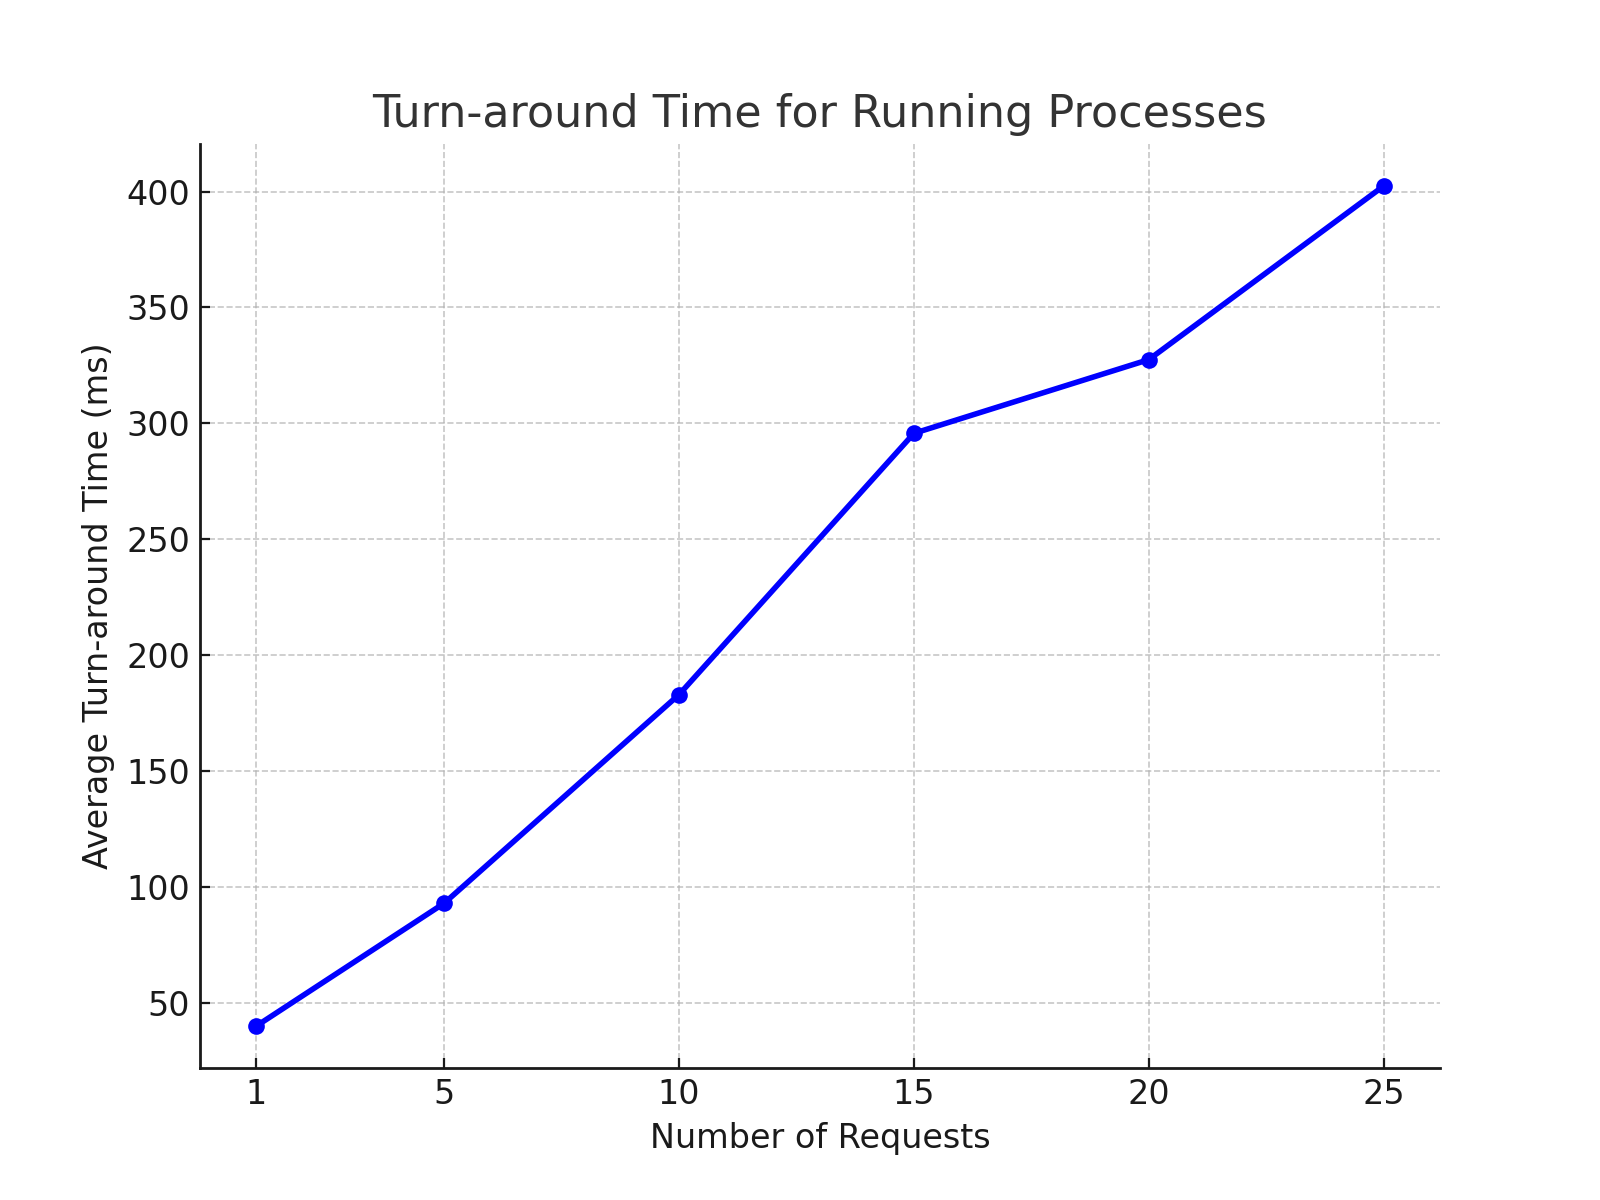 Turn-around Time for Running Processes
400
350
300
250
200
150
100
50
Average Turn-around Time (ms)
1 5 10 15 20 25
Number of Requests